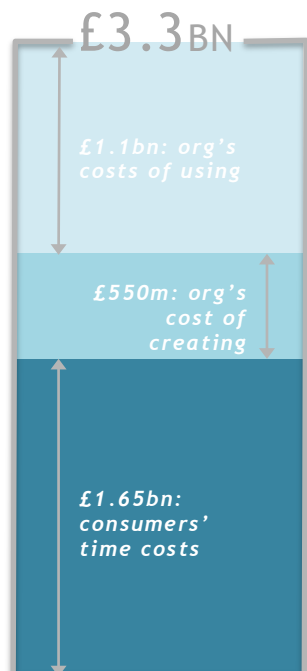 £3.3BN
£1.1bn: org’s
costs of using
£550m: org’s
cost of
creating
£1.65bn:
consumers’
time costs